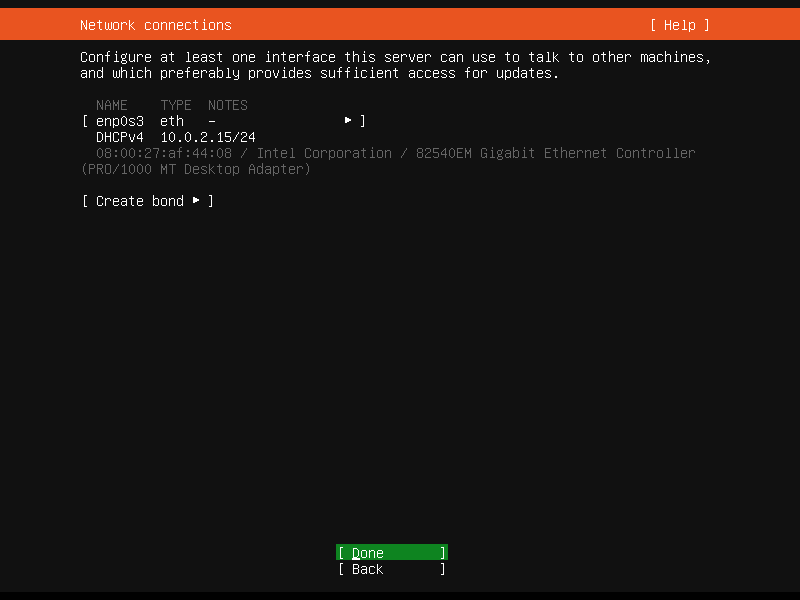 Network connections [ Help ]
Configure at least one interface this server can use to talk to other machines,
and which preferably provides sufficient access for updates.
NAME TYPE NOTES
[ enp0s3 eth – ▸ ]
DHCPv4 10.0.2.15/24
08:00:27:af:44:08 / Intel Corporation / 82540EM Gigabit Ethernet Controller
(PRO/1000 MT Desktop Adapter)
[ Create bond ▸ ]
[ Done ]
[ Back ]